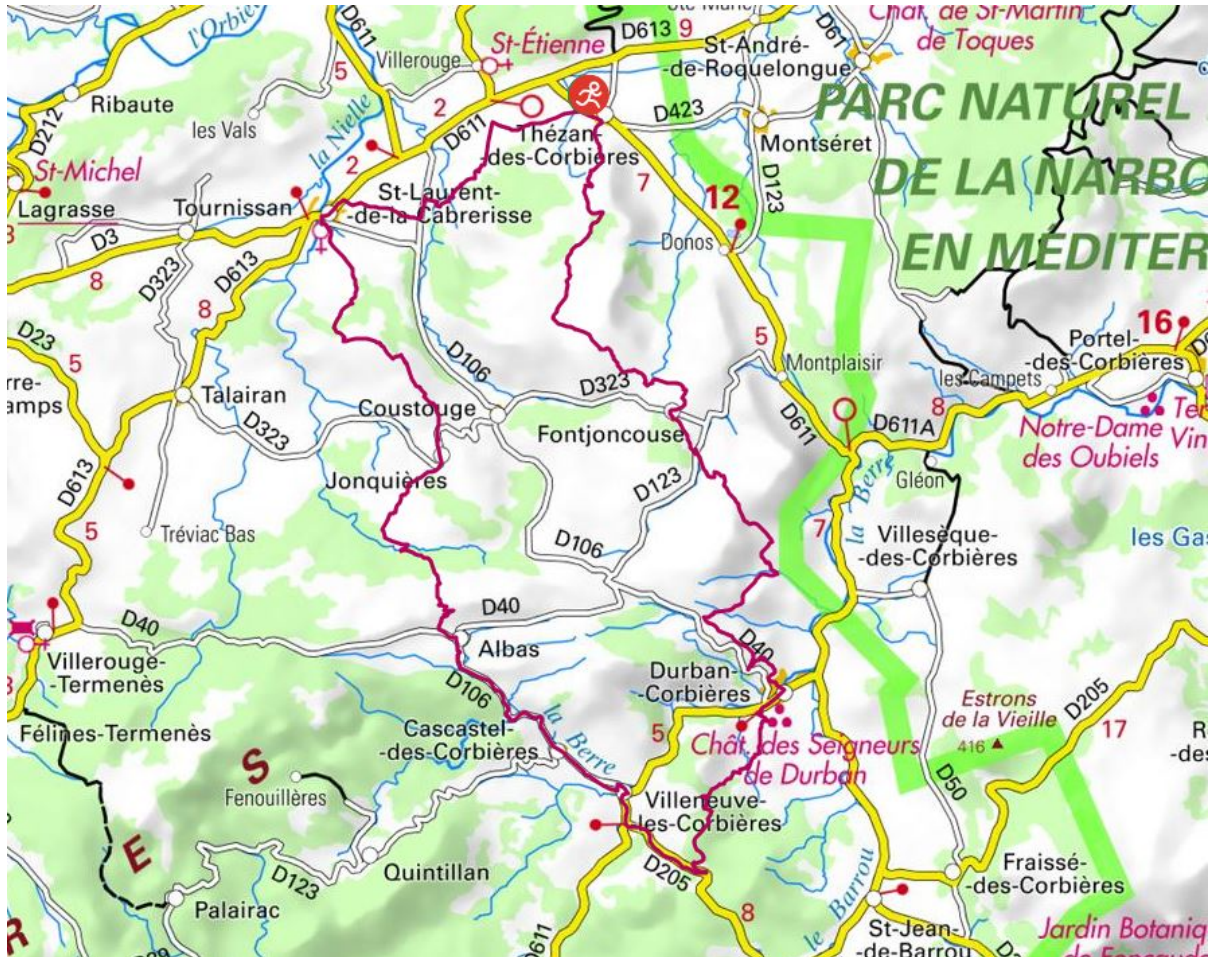 l'Orbieu
D611
Villerouge
St-Étienne
D613
9
Ste-Marie
St-André-
-de-Roquelongue
D61
Chât. de St-Martin
de Toques
Ribaute
5
les Vals
la Nielle
2
D611
2
D212
Thézan-
-des-Corbières
D423
Montséret
PARC NATUREL
DE LA NARBO
EN MÉDITER
St-Michel
Lagrasse
Tournissan
St-Laurent-
-de-la-Cabrerisse
7
12
D123
Donos
D3
8
D323
D613
8
D23
5
Talairan
D323
D106
D323
Coustouge
Fontjoncouse
5
Montplaisir
D611
D611A
8
les Campets
Portel-
-des-Corbières
16
Notre-Dame
des Oubiels
Ter
Vin
rre-
amps
D613
5
Jonquières
D123
la Berre
Gléon
Tréviac Bas
D106
7
Villesèque-
-des-Corbières
les Gas
D40
D40
Albas
D40
Villerouge-
-Termenès
D106
Durban-
-Corbières
Estrons
de la Vieille
416
D205
17
Félines-Termenès
Cascastel-
-des-Corbières
la Berre
5
Chât. des Seigneurs
de Durban
D50
S
Fenouillères
Villeneuve-
-les-Corbières
E
Quintillan
D123
D205
8
Palairac
D611
le Barrou
Fraissé-
-des-Corbières
St-Jean-
-de-Barrou
Jardin Botaniq
R